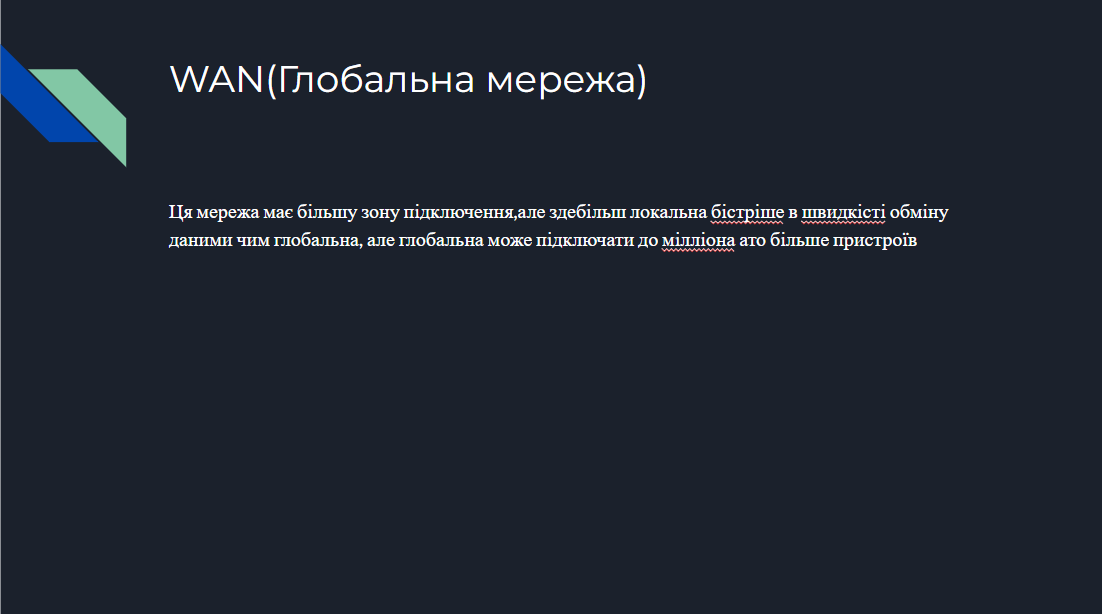 WAN(Глобальна мережа)
Ця мережа має більшу зону підключення,але здебільш локальна бістріше в швидкісті обміну
даними чим глобальна, але глобальна може підключати до мілліона ато більше пристроїв